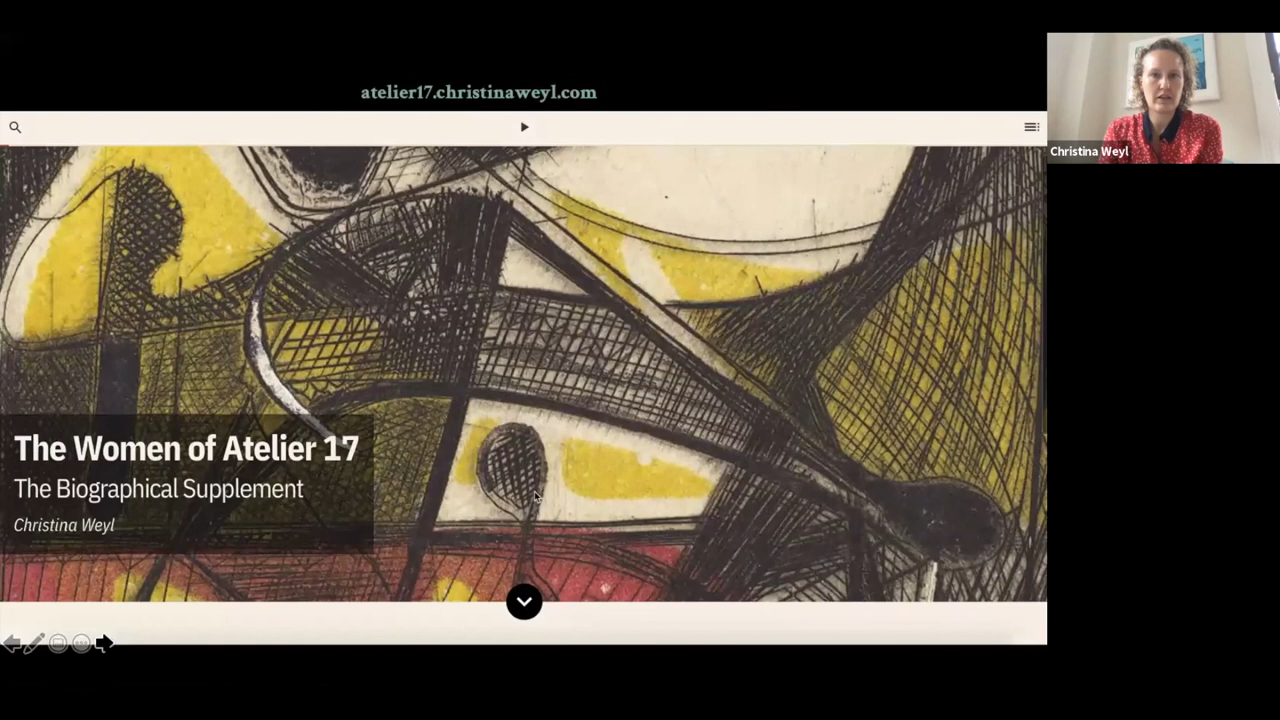 atelier17.christinaweyl.com
Christina Weyl
The Women of Atelier 17
The Biographical Supplement
Christina Weyl